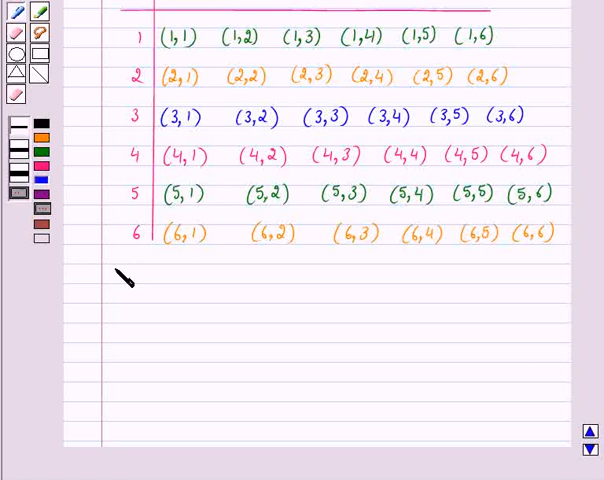 1 (1,1) (1,2) (1,3) (1,4) (1,5) (1,6)
2 (2,1) (2,2) (2,3) (2,4) (2,5) (2,6)
3 (3,1) (3,2) (3,3) (3,4) (3,5) (3,6)
4 (4,1) (4,2) (4,3) (4,4) (4,5) (4,6)
5 (5,1) (5,2) (5,3) (5,4) (5,5) (5,6)
6 (6,1) (6,2) (6,3) (6,4) (6,5) (6,6)